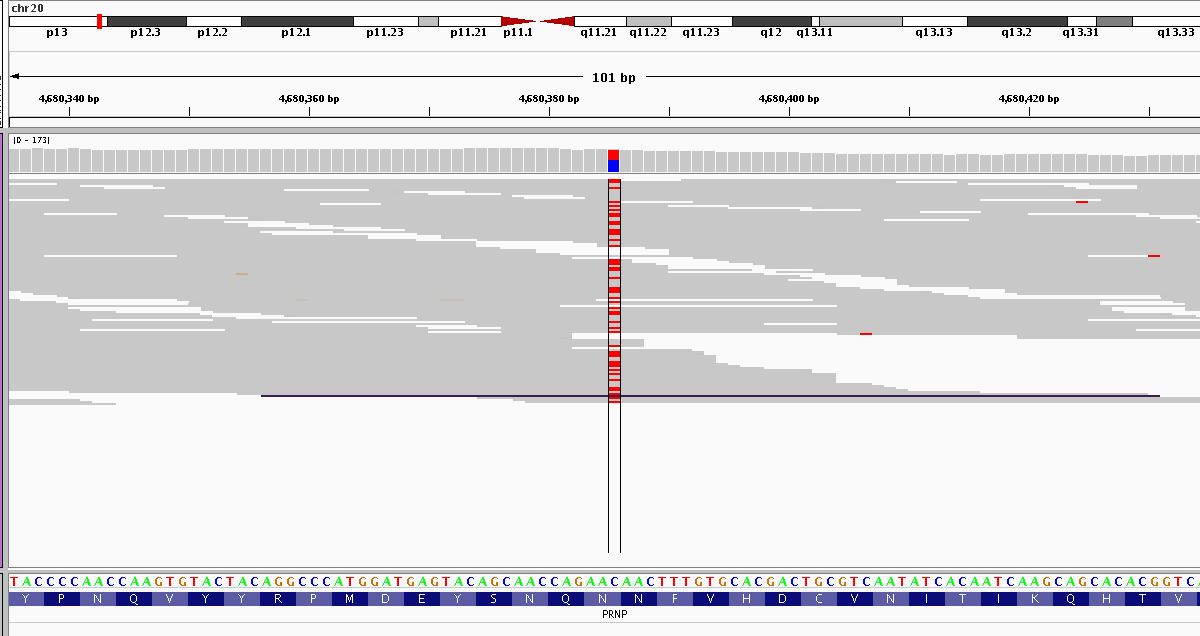 chr20
p13 p12.3 p12.2 p12.1 p11.23 p11.21 p11.1 q11.21 q11.22 q11.23 q12 q13.11 q13.13 q13.2 q13.31 q13.33
101 bp
4,680,340 bp 4,680,360 bp 4,680,380 bp 4,680,400 bp 4,680,420 bp
[0 - 173]
TACCCCAACCAAGTGTACTACAGGCCCATGGATGAGTACAGCAACCAGAACAACTTTGTGCACGACTGCGTCAATATCACAATCAAGCAGCACACGGTCA
Y P N Q V Y Y R P M D E Y S N Q N N F V H D C V N I T I K Q H T V
PRNP